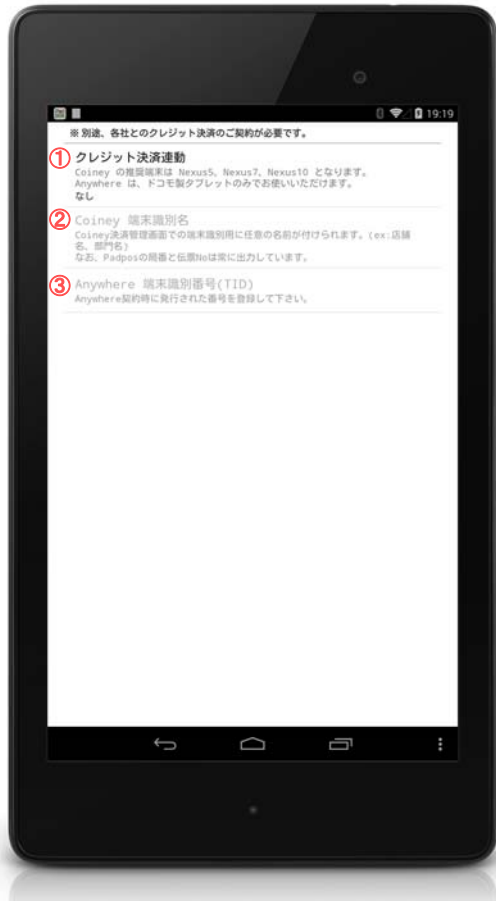 19:19
※ 別途、各社とのクレジット決済のご契約が必要です。
① クレジット決済連動
Coiney の推奨端末は Nexus5、Nexus7、Nexus10 となります。
Anywhere は、ドコモ製タブレットのみでお使いいただけます。
なし
② Coiney 端末識別名
Coiney決済管理画面での端末識別用に任意の名前が付けられます。(ex:店舗
名、部門名)
なお、Padposの局番と伝票Noは常に出力しています。
③ Anywhere 端末識別番号(TID)
Anywhere契約時に発行された番号を登録して下さい。